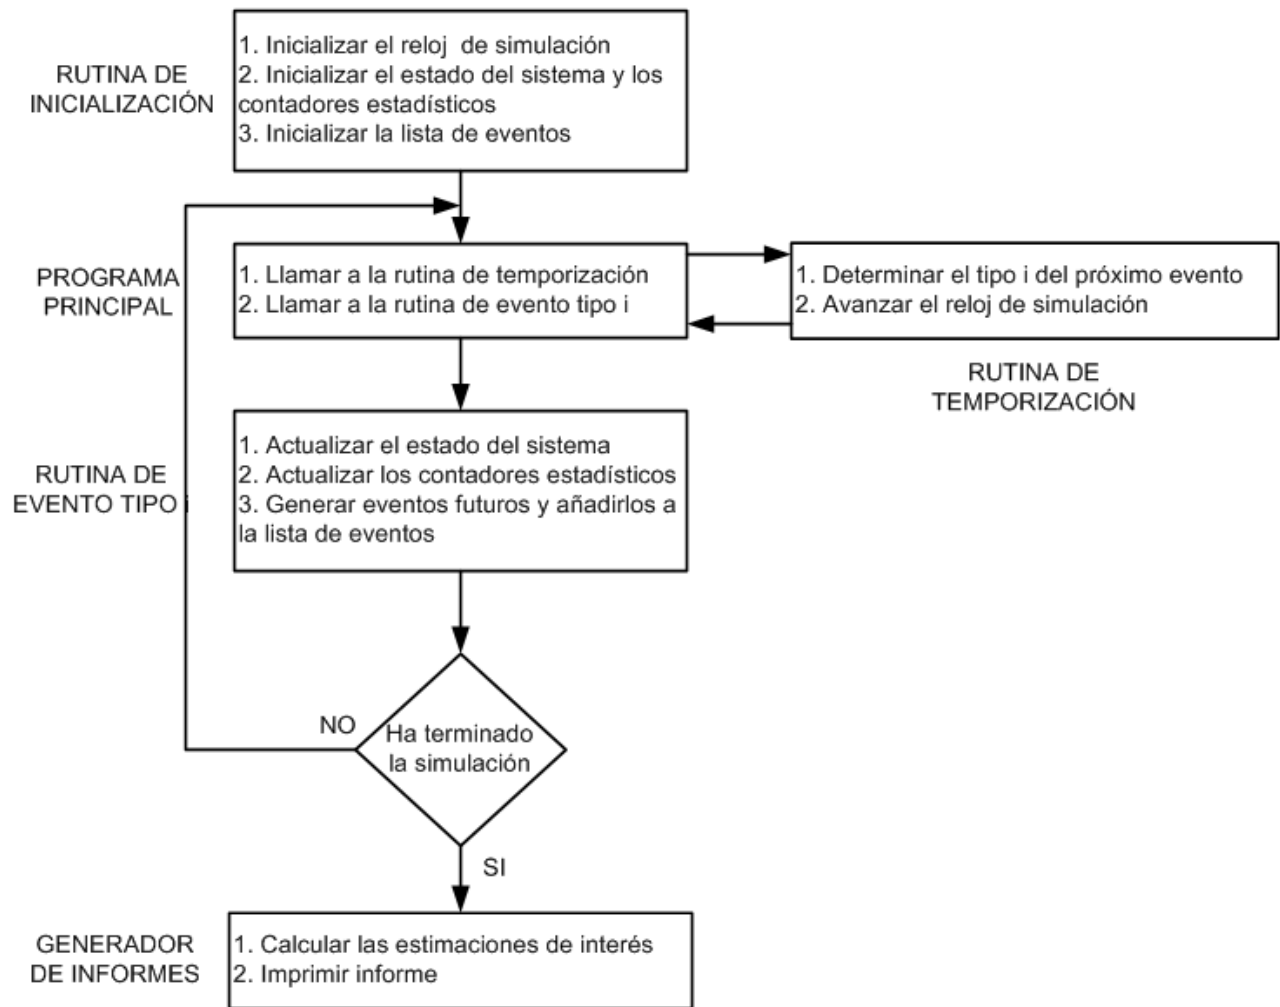 RUTINA DE
INICIALIZACIÓN
1. Inicializar el reloj de simulación
2. Inicializar el estado del sistema y los
contadores estadísticos
3. Inicializar la lista de eventos
PROGRAMA
PRINCIPAL
1. Llamar a la rutina de temporización
2. Llamar a la rutina de evento tipo i
1. Determinar el tipo i del próximo evento
2. Avanzar el reloj de simulación
RUTINA DE
TEMPORIZACIÓN
RUTINA DE
EVENTO TIPO i
1. Actualizar el estado del sistema
2. Actualizar los contadores estadísticos
3. Generar eventos futuros y añadirlos a
la lista de eventos
NO
Ha terminado
la simulación
SI
GENERADOR
DE INFORMES
1. Calcular las estimaciones de interés
2. Imprimir informe